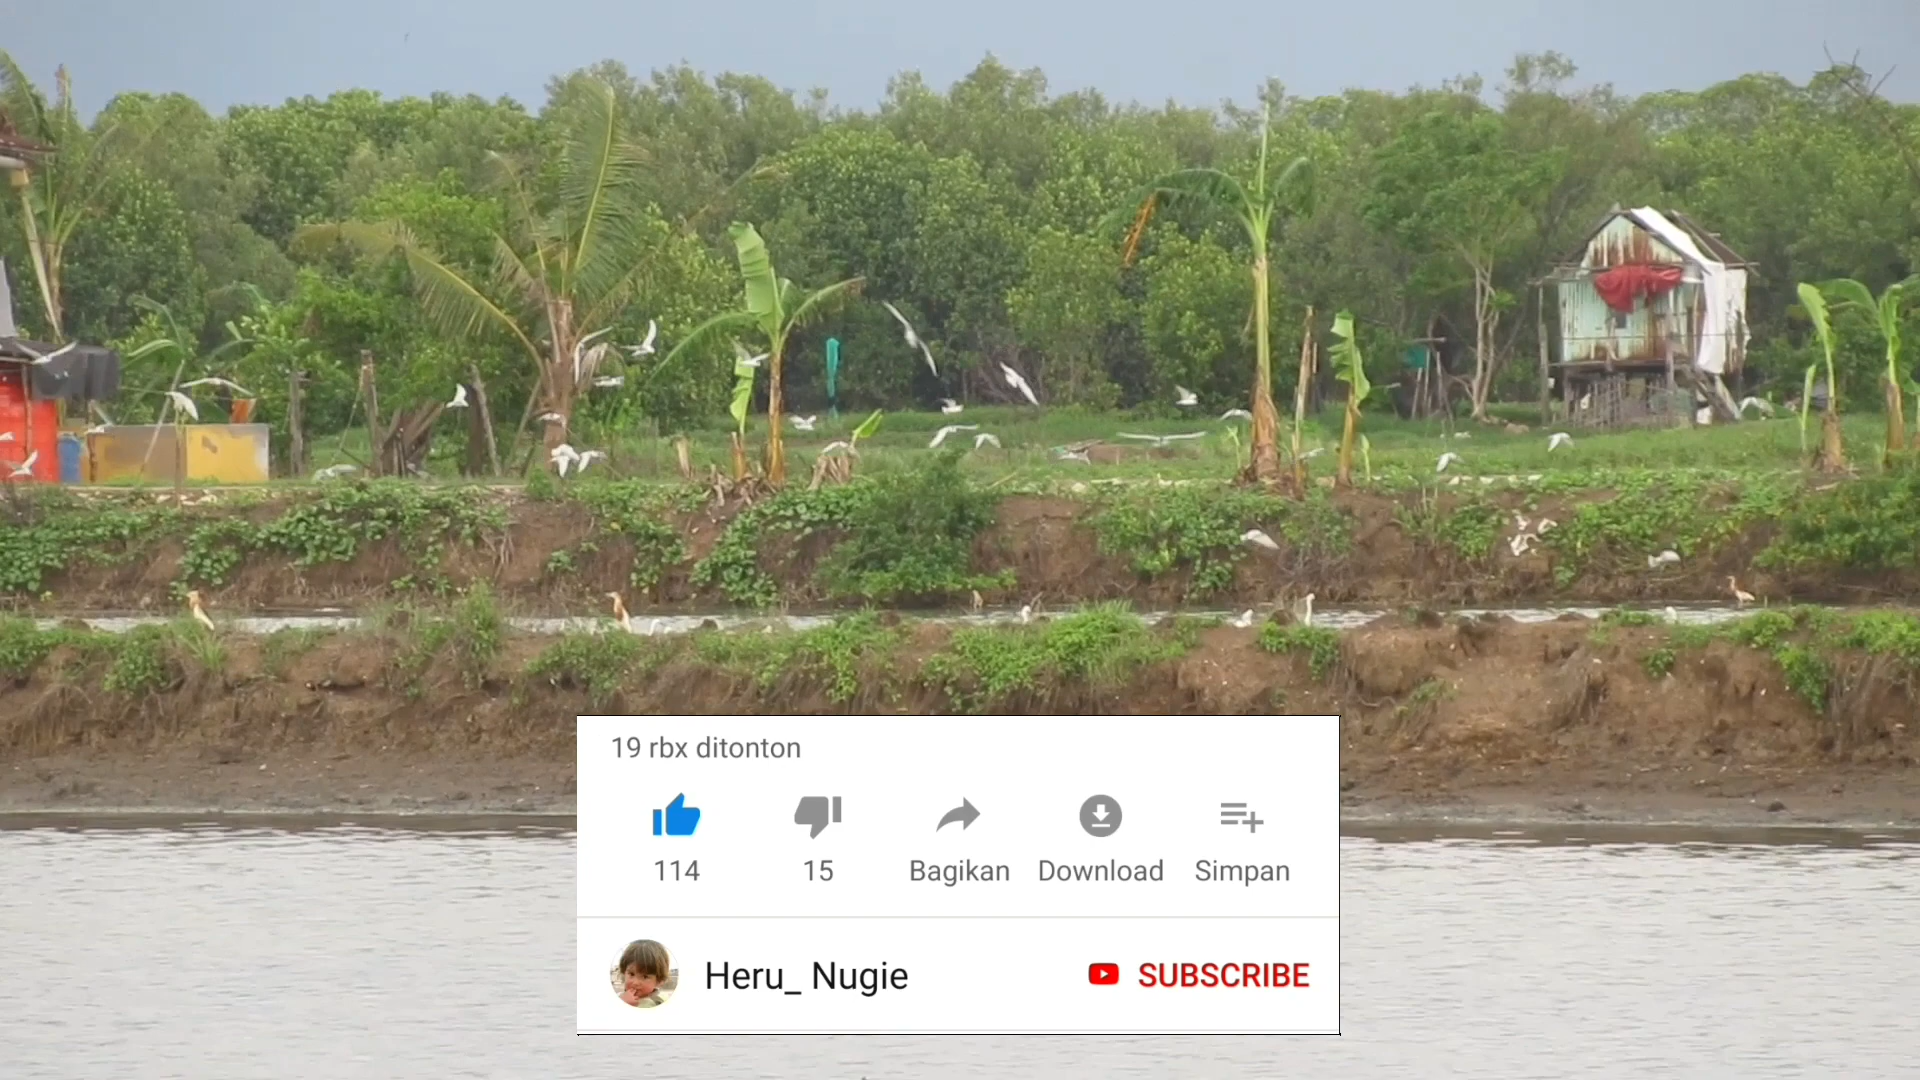 19 rbx ditonton
114
15
Bagikan
Download
Simpan
Heru_ Nugie
SUBSCRIBE